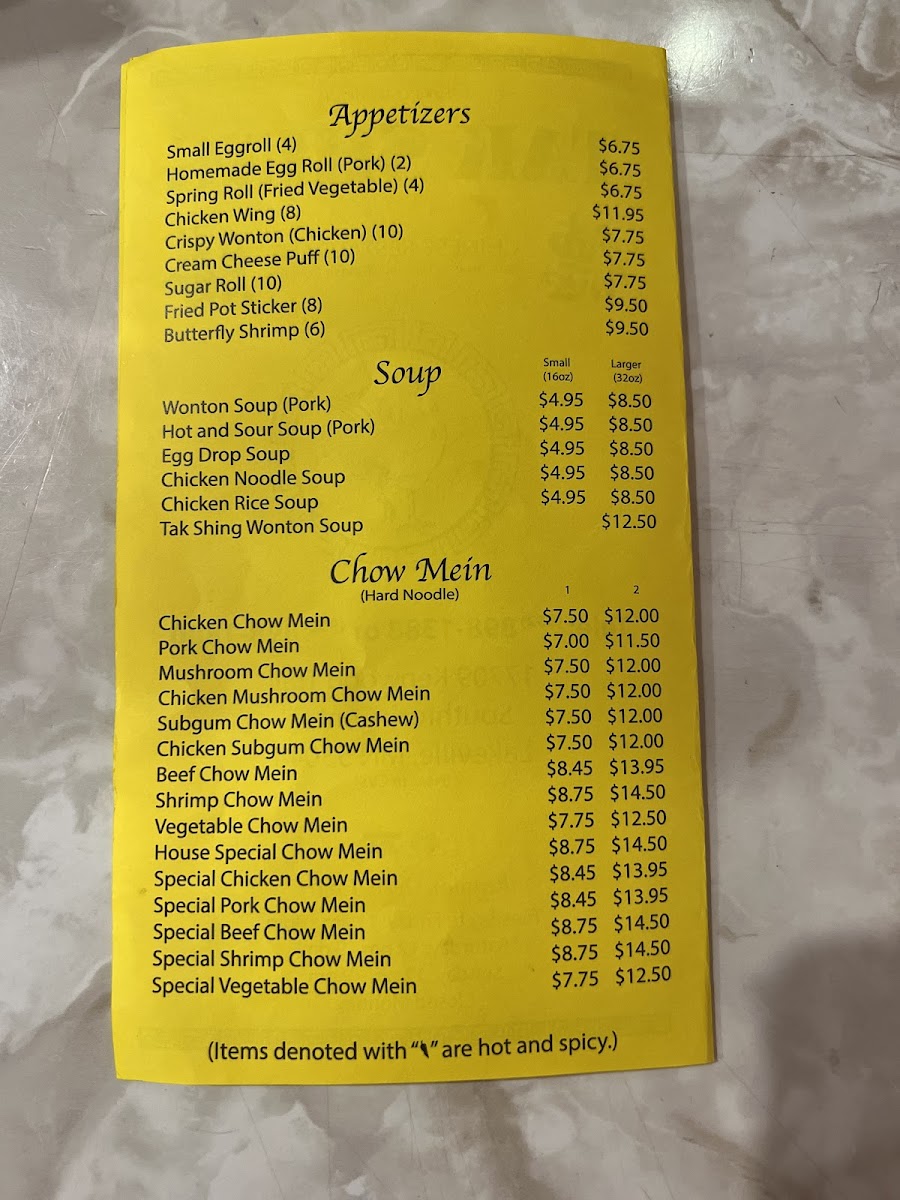 Appetizers
Small Eggroll (4) $6.75
Homemade Egg Roll (Pork) (2) $6.75
Spring Roll (Fried Vegetable) (4) $6.75
Chicken Wing (8) $11.95
Crispy Wonton (Chicken) (10) $7.75
Cream Cheese Puff (10) $7.75
Sugar Roll (10) $7.75
Fried Pot Sticker (8) $9.50
Butterfly Shrimp (6) $9.50
Soup Small (16oz) Larger (32oz)
Wonton Soup (Pork) $4.95 $8.50
Hot and Sour Soup (Pork) $4.95 $8.50
Egg Drop Soup $4.95 $8.50
Chicken Noodle Soup $4.95 $8.50
Chicken Rice Soup $4.95 $8.50
Tak Shing Wonton Soup $12.50
Chow Mein
(Hard Noodle) 1 2
Chicken Chow Mein $7.50 $12.00
Pork Chow Mein $7.00 $11.50
Mushroom Chow Mein $7.50 $12.00
Chicken Mushroom Chow Mein $7.50 $12.00
Subgum Chow Mein (Cashew) $7.50 $12.00
Chicken Subgum Chow Mein $7.50 $12.00
Beef Chow Mein $8.45 $13.95
Shrimp Chow Mein $8.75 $14.50
Vegetable Chow Mein $7.75 $12.50
House Special Chow Mein $8.75 $14.50
Special Chicken Chow Mein $8.45 $13.95
Special Pork Chow Mein $8.45 $13.95
Special Beef Chow Mein $8.75 $14.50
Special Shrimp Chow Mein $8.75 $14.50
Special Vegetable Chow Mein $7.75 $12.50
(Items denoted with "🌶" are hot and spicy.)